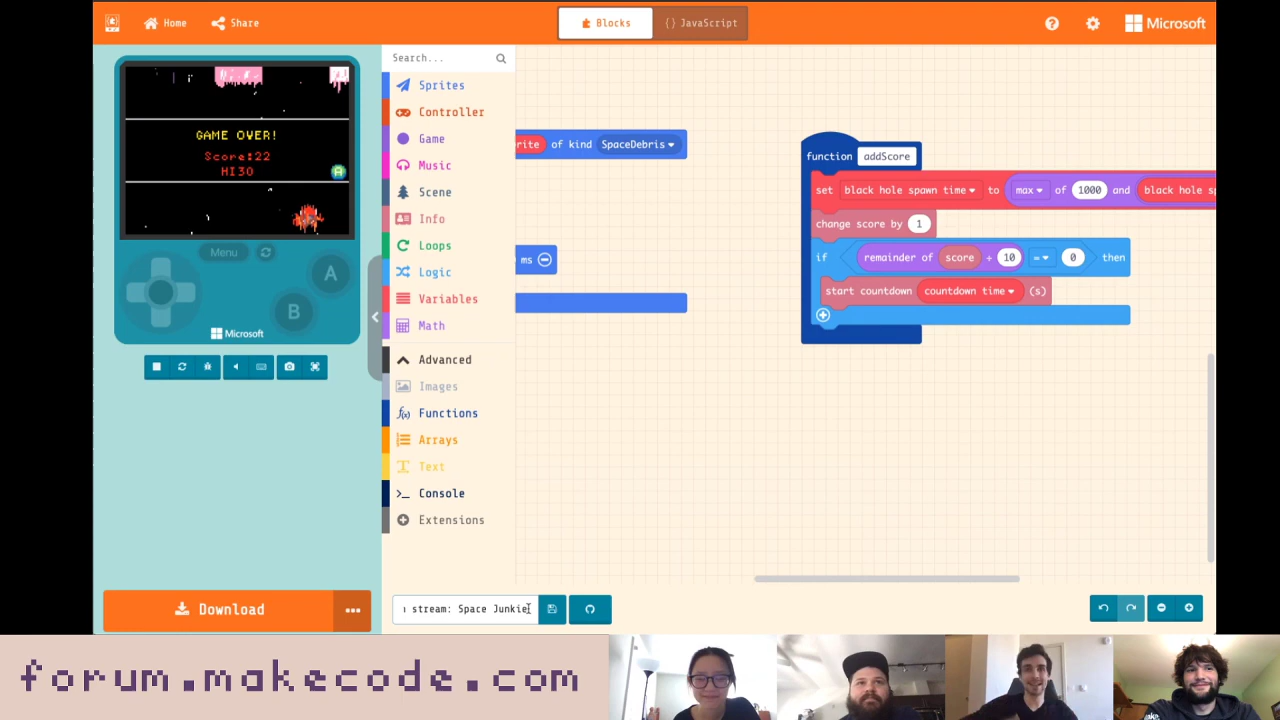 Home
Share
Blocks
{ } JavaScript
Microsoft
GAME OVER!
Score:22
HI30
A
Menu
A
B
Microsoft
Search...
Sprites
Controller
Game
Music
Scene
Info
Loops
Logic
Variables
Math
Advanced
Images
Functions
Arrays
Text
Console
Extensions
of kind SpaceDebris
ms
function addScore
set black hole spawn time to max of 1000 and black hole
change score by 1
if remainder of score ÷ 10 = 0 then
start countdown countdown time (s)
Download
stream: Space Junkie
forum.makecode.com